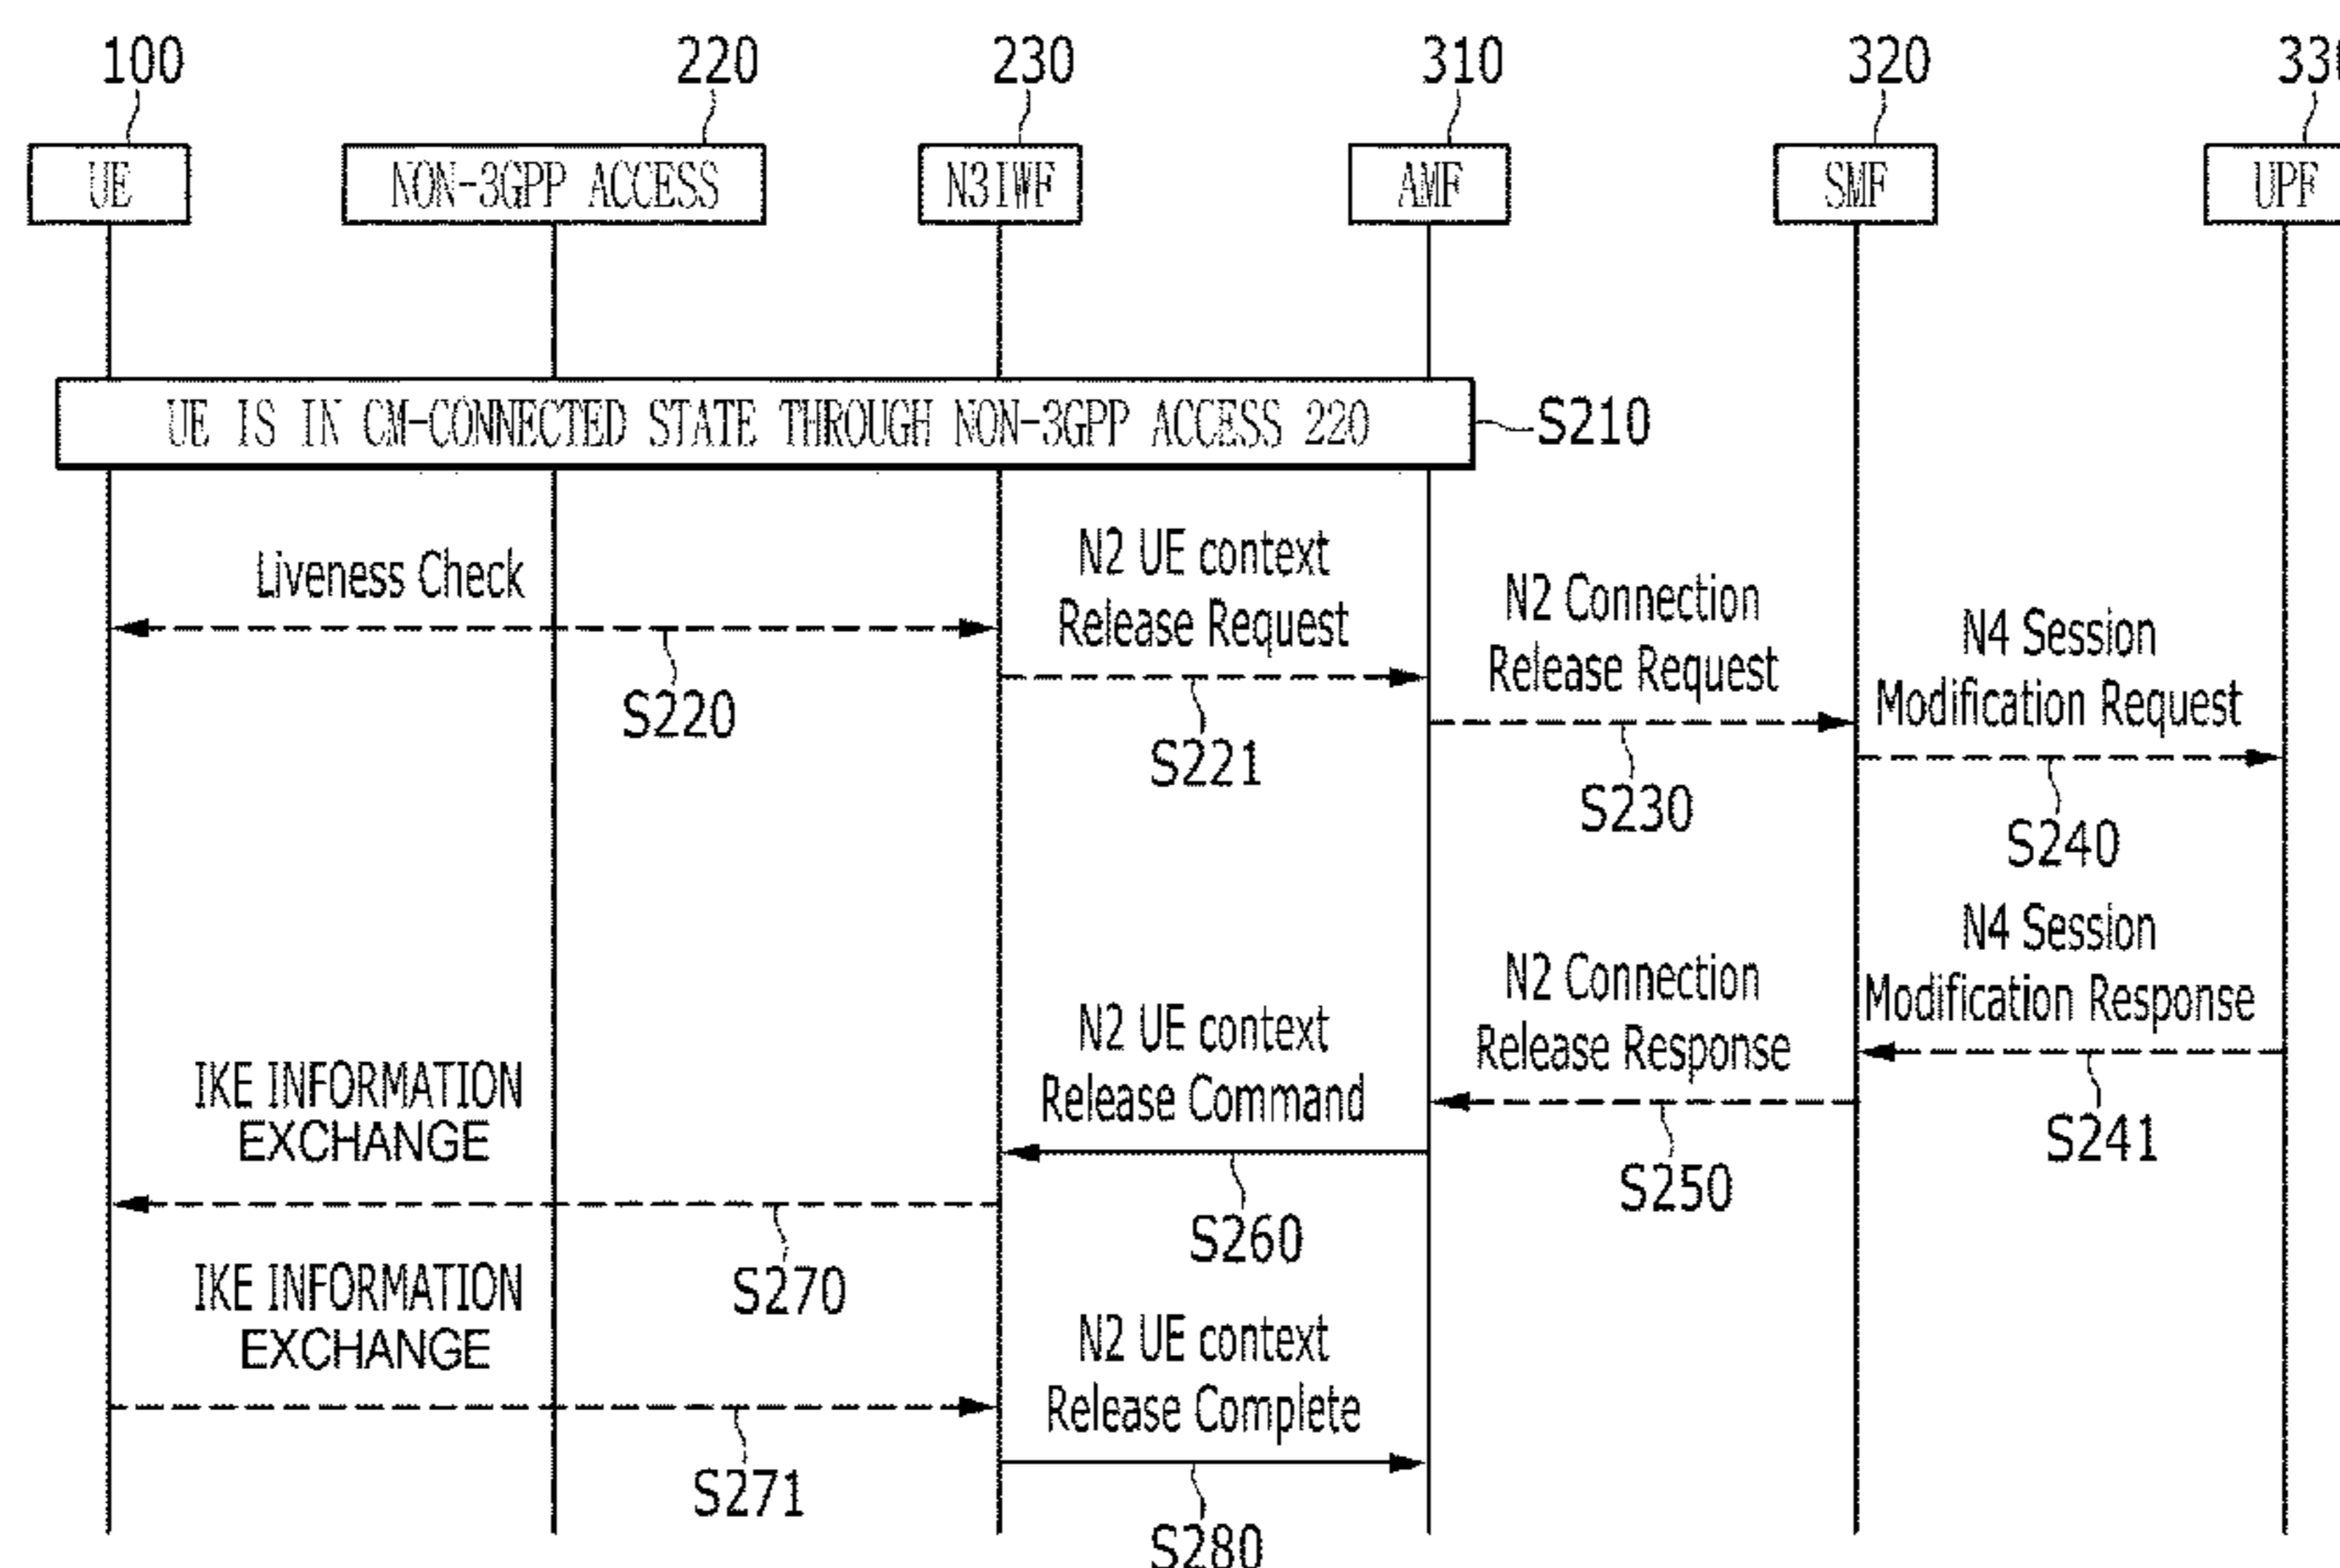 100 220 230 310 320 330
UE NON-3GPP ACCESS N3IWF AMF SMF UPF
UE IS IN CM-CONNECTED STATE THROUGH NON-3GPP ACCESS 220
S210
Liveness Check
S220
N2 UE context
Release Request
S221
N2 Connection
Release Request
S230
N4 Session
Modification Request
S240
N4 Session
Modification Response
S241
N2 Connection
Release Response
S250
N2 UE context
Release Command
S260
IKE INFORMATION
EXCHANGE
S270
IKE INFORMATION
EXCHANGE
S271
N2 UE context
Release Complete
S280